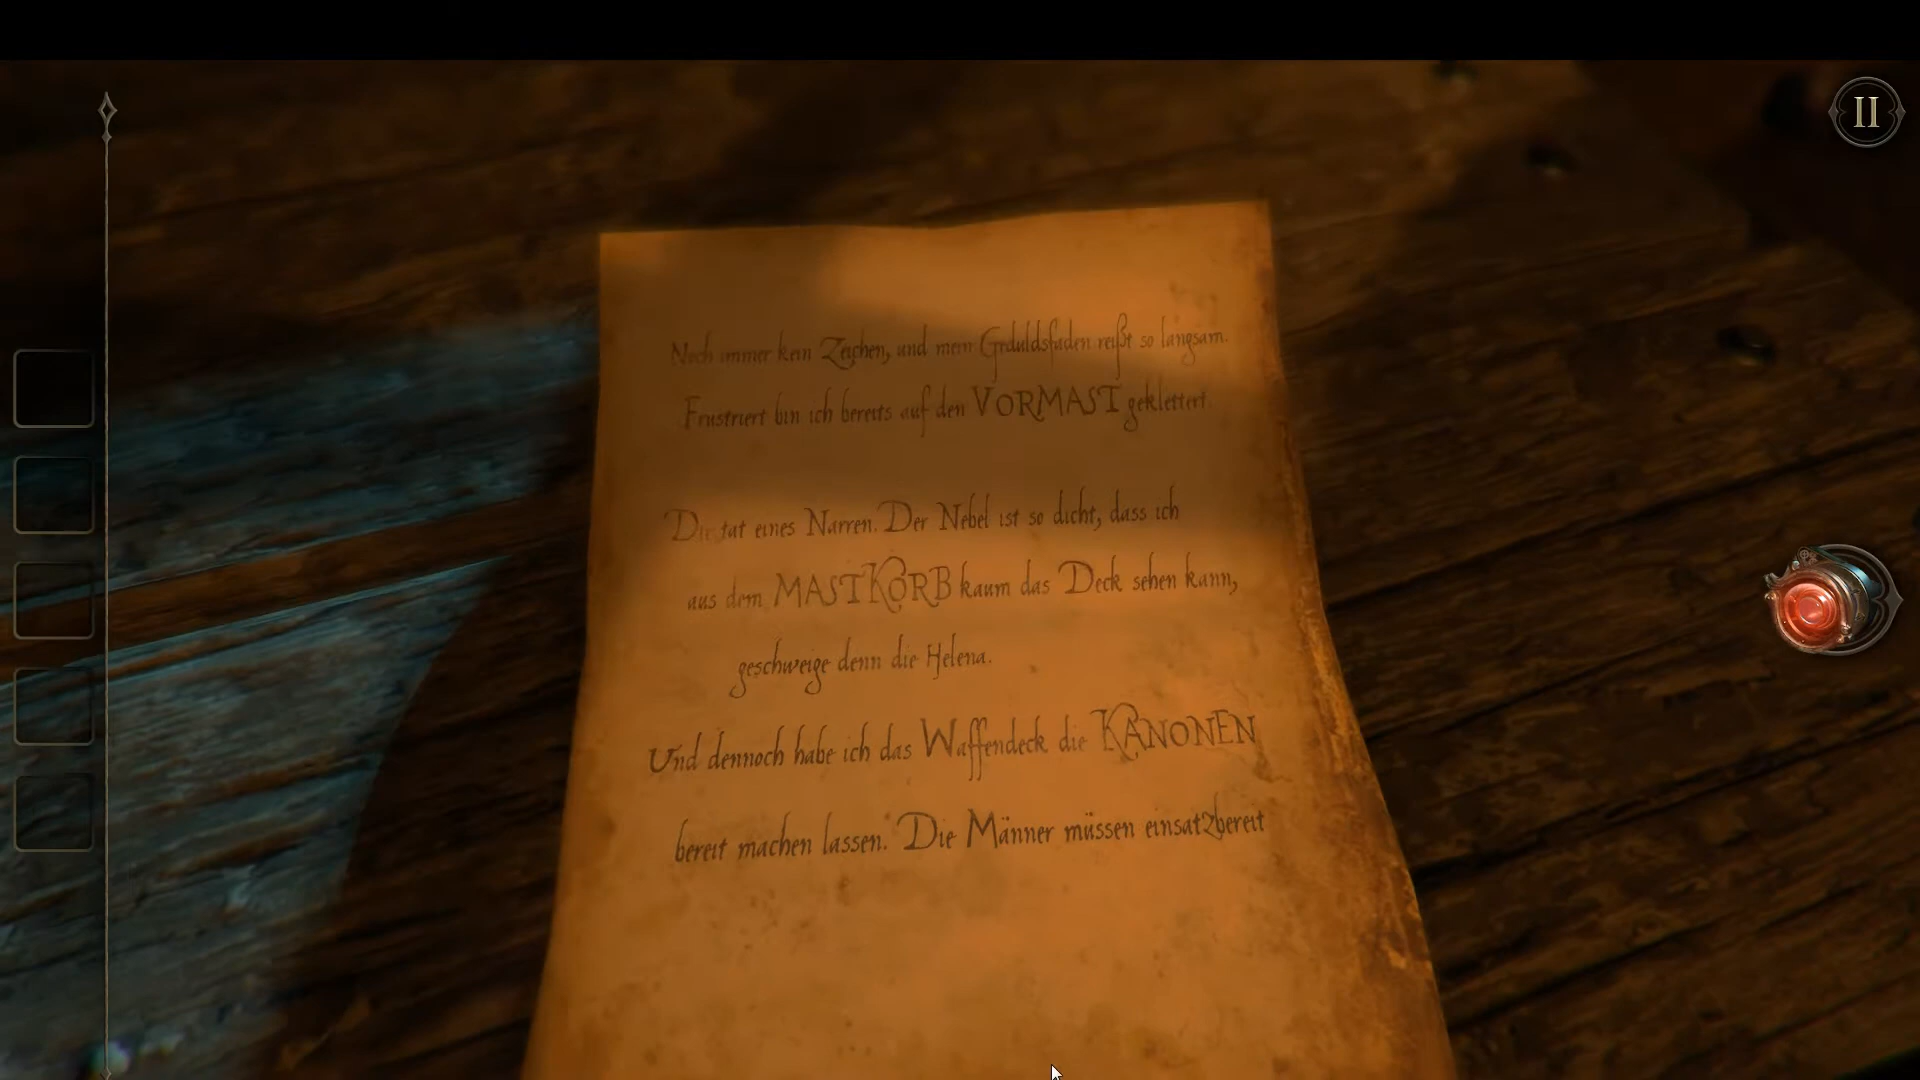 Noch immer kein Zeichen, und mein Geduldsfaden reißt so langsam.
Frustriert bin ich bereits auf den VORMAST geklettert.
Die tat eines Narren. Der Nebel ist so dicht, dass ich
aus dem MASTKORB kaum das Deck sehen kann,
geschweige denn die Helena.
Und dennoch habe ich das Waffendeck die KANONEN
bereit machen lassen. Die Männer müssen einsatzbereit